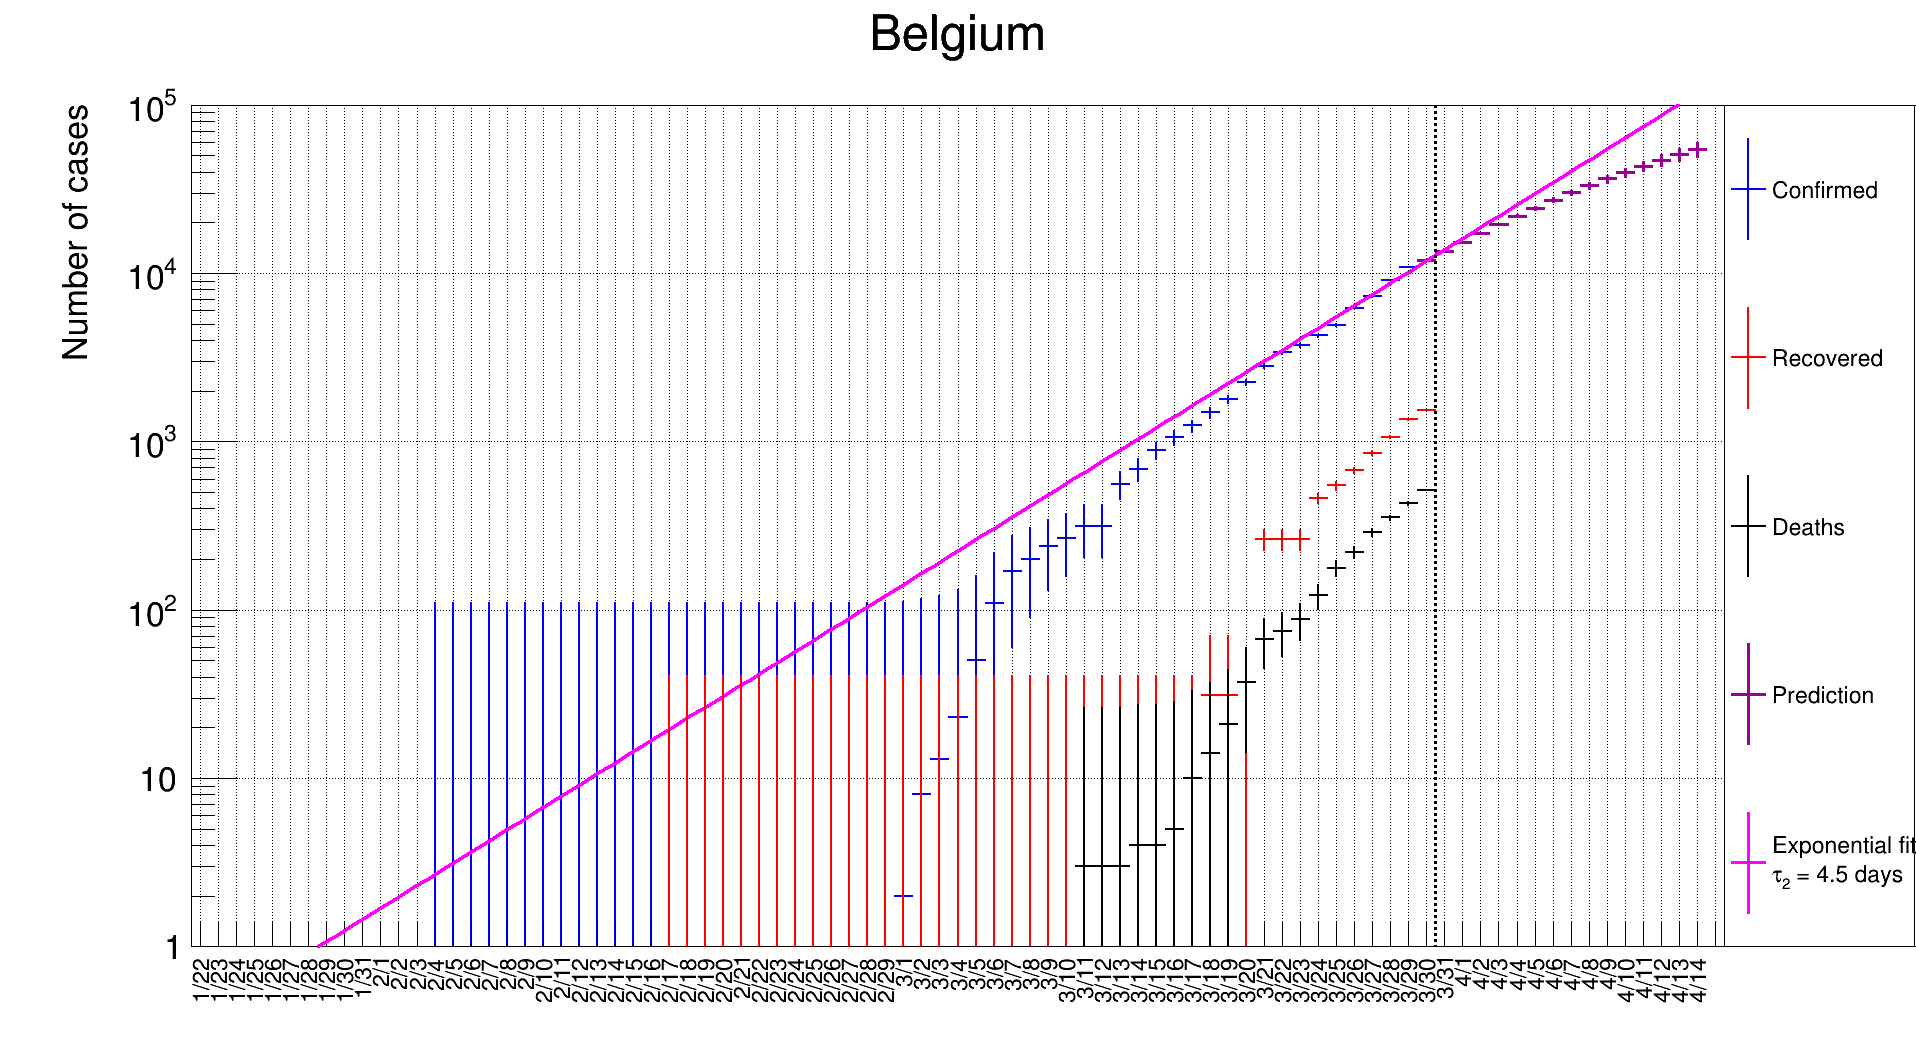 Belgium
Number of cases
10^5
10^4
10^3
10^2
10
1
1/22 1/23 1/24 1/25 1/26 1/27 1/28 1/29 1/30 1/31 2/1 2/2 2/3 2/4 2/5 2/6 2/7 2/8 2/9 2/10 2/11 2/12 2/13 2/14 2/15 2/16 2/17 2/18 2/19 2/20 2/21 2/22 2/23 2/24 2/25 2/26 2/27 2/28 2/29 3/1 3/2 3/3 3/4 3/5 3/6 3/7 3/8 3/9 3/10 3/11 3/12 3/13 3/14 3/15 3/16 3/17 3/18 3/19 3/20 3/21 3/22 3/23 3/24 3/25 3/26 3/27 3/28 3/29 3/30 3/31 4/1 4/2 4/3 4/4 4/5 4/6 4/7 4/8 4/9 4/10 4/11 4/12 4/13 4/14
Confirmed
Recovered
Deaths
Prediction
Exponential fit
τ₂ = 4.5 days